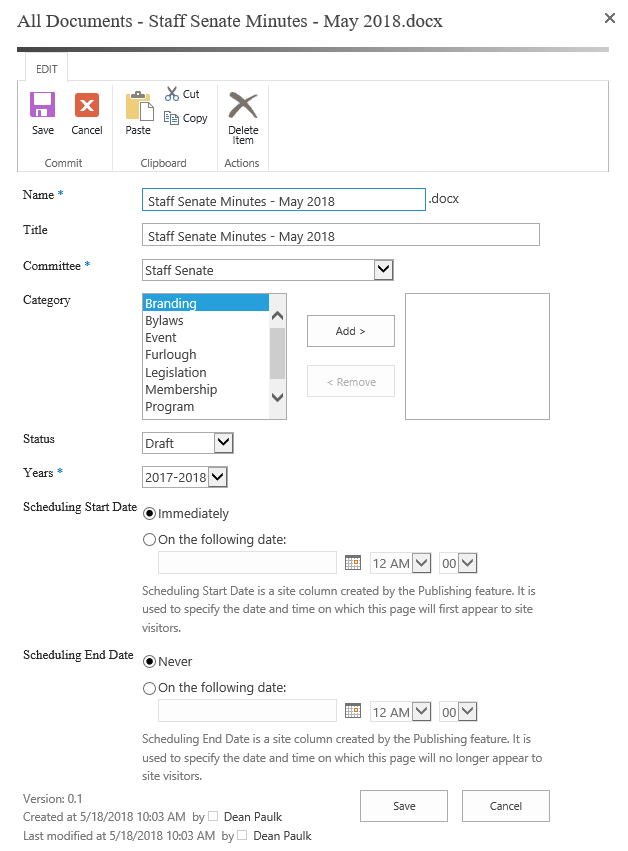 All Documents - Staff Senate Minutes - May 2018.docx
EDIT
Save
Cancel
Paste
Cut
Copy
Delete
Item
Commit
Clipboard
Actions
Name *
Staff Senate Minutes - May 2018
.docx
Title
Staff Senate Minutes - May 2018
Committee *
Staff Senate
Category
Branding
Bylaws
Event
Furlough
Legislation
Membership
Program
Add >
< Remove
Status
Draft
Years *
2017-2018
Scheduling Start Date
Immediately
On the following date:
12 AM
00
Scheduling Start Date is a site column created by the Publishing feature. It is
used to specify the date and time on which this page will first appear to site
visitors.
Scheduling End Date
Never
On the following date:
12 AM
00
Scheduling End Date is a site column created by the Publishing feature. It is
used to specify the date and time on which this page will no longer appear to
site visitors.
Version: 0.1
Created at 5/18/2018 10:03 AM by Dean Paulk
Last modified at 5/18/2018 10:03 AM by Dean Paulk
Save
Cancel